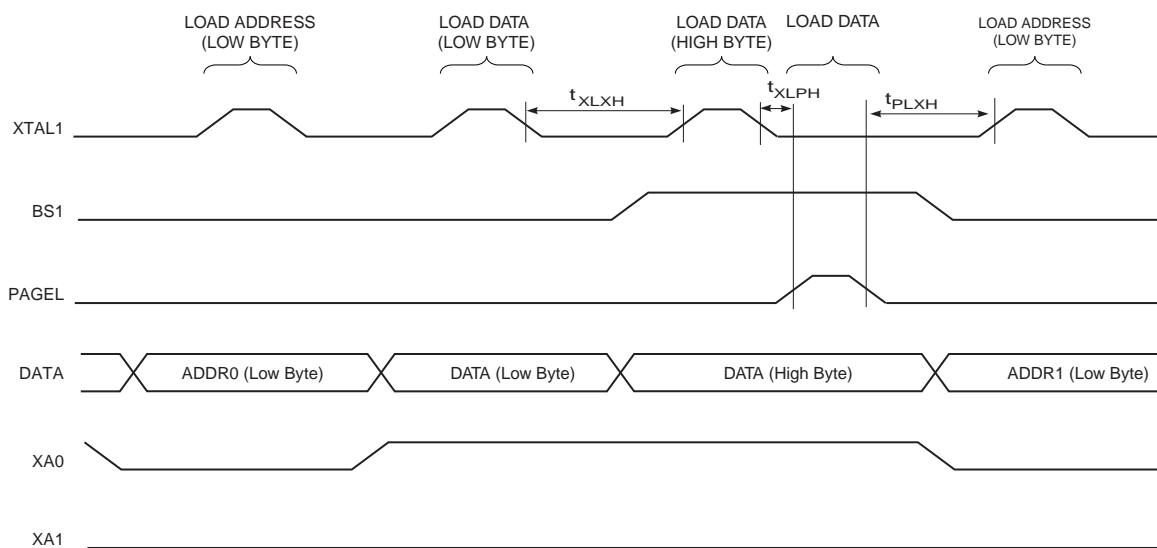 LOAD ADDRESS
(LOW BYTE)
LOAD DATA
(LOW BYTE)
LOAD DATA
(HIGH BYTE)
LOAD DATA
LOAD ADDRESS
(LOW BYTE)
XTAL1
tXLXH
tXLPH
tPLXH
BS1
PAGEL
DATA
ADDR0 (Low Byte)
DATA (Low Byte)
DATA (High Byte)
ADDR1 (Low Byte)
XA0
XA1